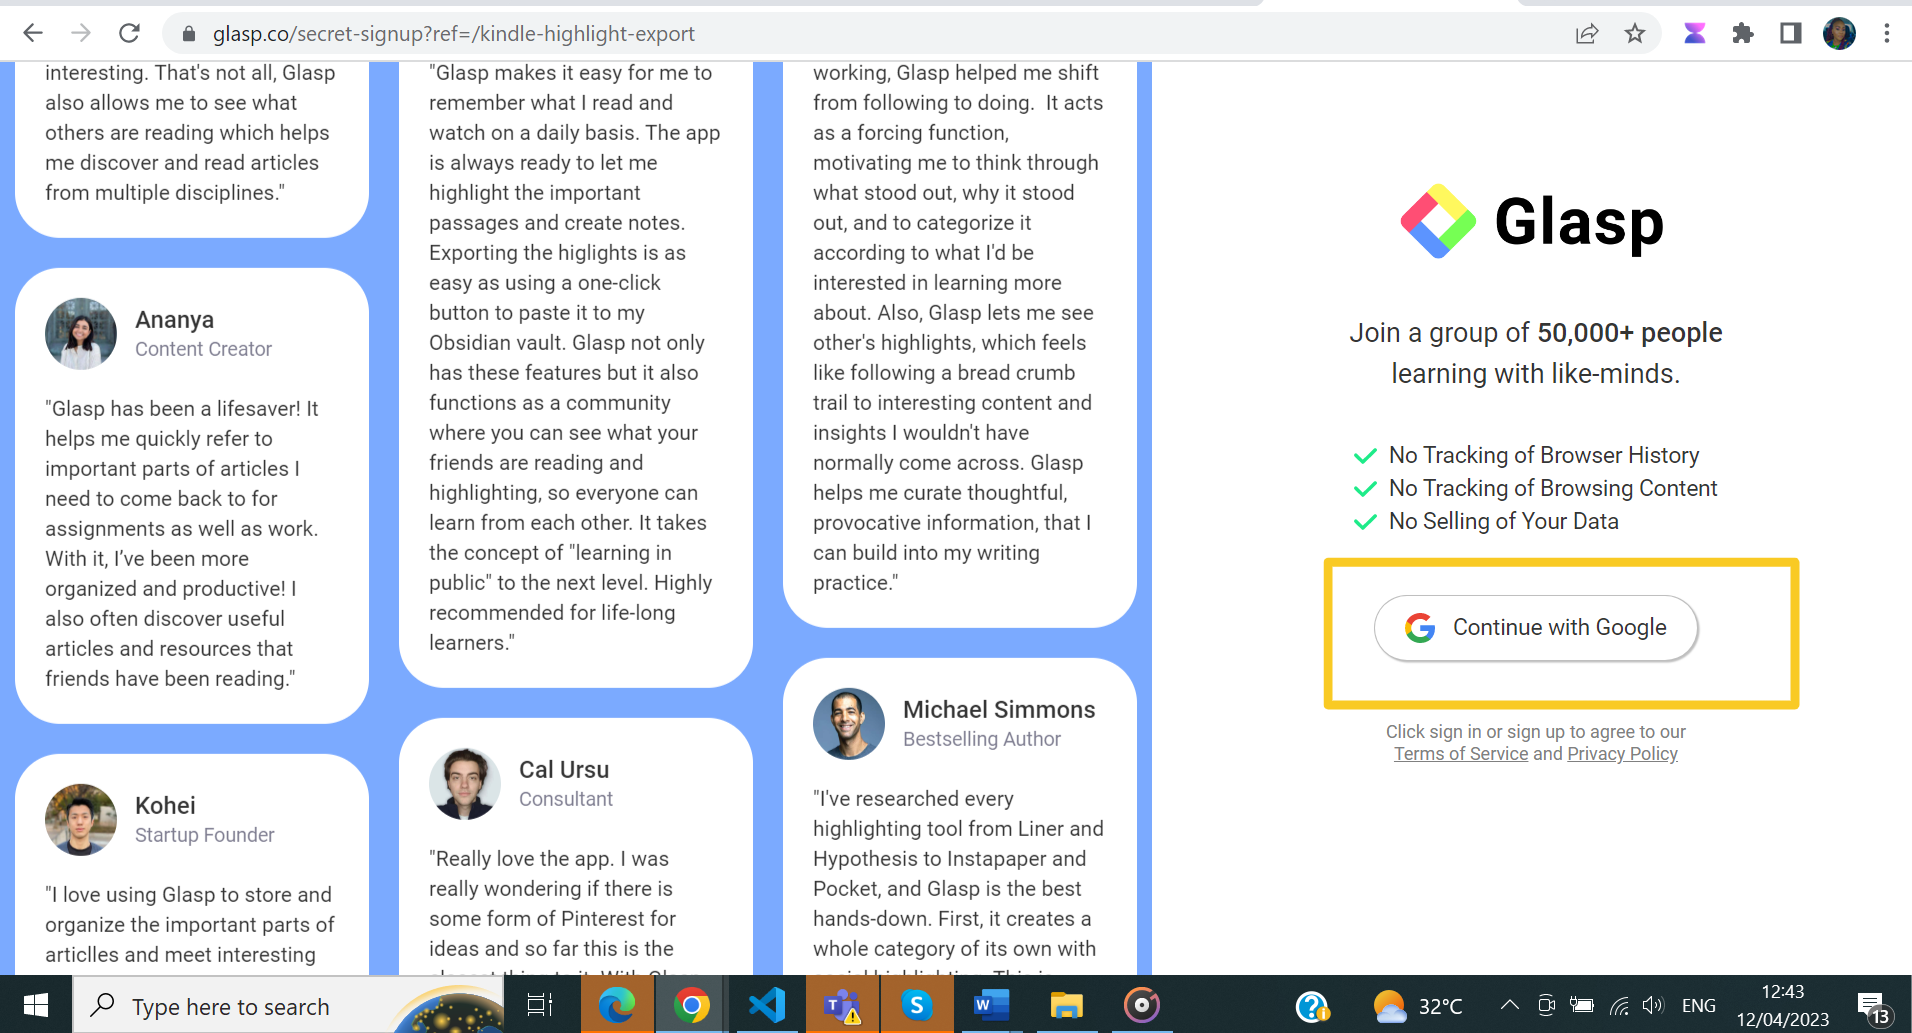 glasp.co/secret-signup?ref=/kindle-highlight-export
interesting. That's not all, Glasp
also allows me to see what
others are reading which helps
me discover and read articles
from multiple disciplines."
Ananya
Content Creator
"Glasp has been a lifesaver! It
helps me quickly refer to
important parts of articles I
need to come back to for
assignments as well as work.
With it, I’ve been more
organized and productive! I
also often discover useful
articles and resources that
friends have been reading."
Kohei
Startup Founder
"I love using Glasp to store and
organize the important parts of
articlles and meet interesting
"Glasp makes it easy for me to
remember what I read and
watch on a daily basis. The app
is always ready to let me
highlight the important
passages and create notes.
Exporting the higlights is as
easy as using a one-click
button to paste it to my
Obsidian vault. Glasp not only
has these features but it also
functions as a community
where you can see what your
friends are reading and
highlighting, so everyone can
learn from each other. It takes
the concept of "learning in
public" to the next level. Highly
recommended for life-long
learners."
Cal Ursu
Consultant
"Really love the app. I was
really wondering if there is
some form of Pinterest for
ideas and so far this is the
working, Glasp helped me shift
from following to doing.  It acts
as a forcing function,
motivating me to think through
what stood out, why it stood
out, and to categorize it
according to what I'd be
interested in learning more
about. Also, Glasp lets me see
other's highlights, which feels
like following a bread crumb
trail to interesting content and
insights I wouldn't have
normally come across. Glasp
helps me curate thoughtful,
provocative information, that I
can build into my writing
practice."
Michael Simmons
Bestselling Author
"I've researched every
highlighting tool from Liner and
Hypothesis to Instapaper and
Pocket, and Glasp is the best
hands-down. First, it creates a
whole category of its own with
Glasp
Join a group of 50,000+ people
learning with like-minds.
No Tracking of Browser History
No Tracking of Browsing Content
No Selling of Your Data
Continue with Google
Click sign in or sign up to agree to our
Terms of Service and Privacy Policy
Type here to search
32°C
ENG
12:43
12/04/2023
13